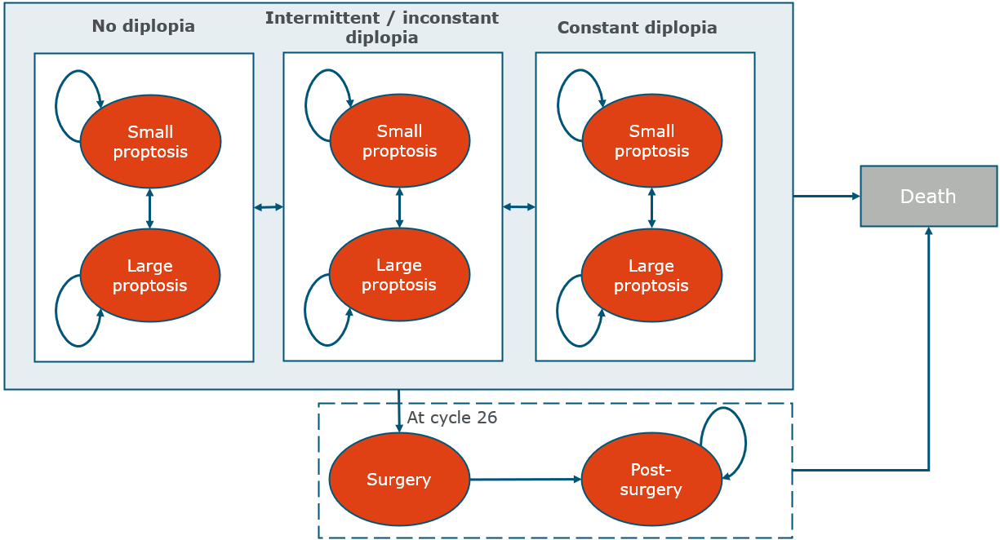 No diplopia
Intermittent / inconstant
diplopia
Constant diplopia
Small
proptosis
Small
proptosis
Small
proptosis
Large
proptosis
Large
proptosis
Large
proptosis
Death
At cycle 26
Surgery
Post-
surgery